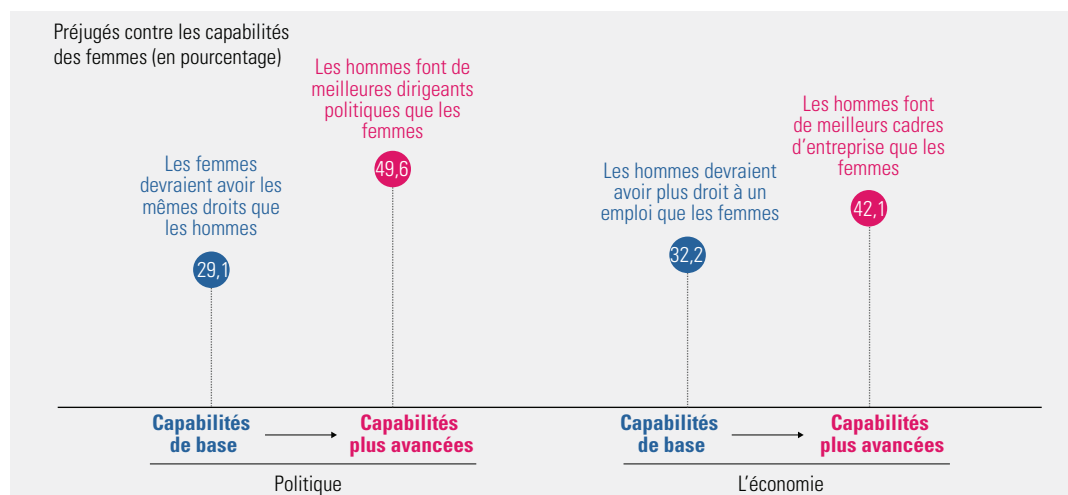 Préjugés contre les capabilités
des femmes (en pourcentage)
Les femmes
devraient avoir les
mêmes droits que
les hommes
29,1
Les hommes font de
meilleures dirigeants
politiques que les
femmes
49,6
Les hommes devraient
avoir plus droit à un
emploi que les femmes
32,2
Les hommes font
de meilleurs cadres
d'entreprise que les
femmes
42,1
Capabilités
de base
Capabilités
plus avancées
Politique
Capabilités
de base
Capabilités
plus avancées
L'économie